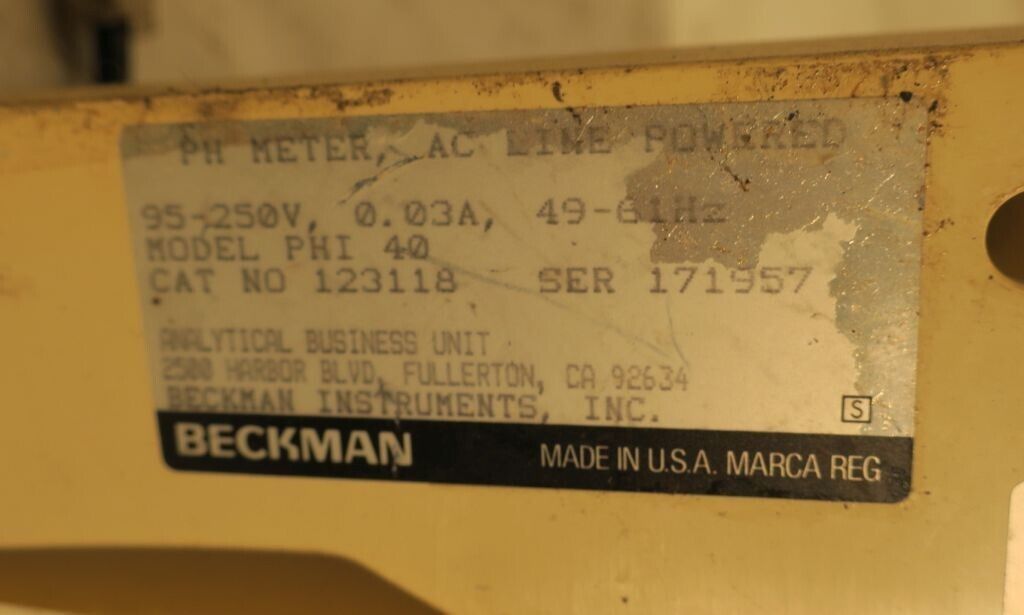 PH METER, AC LINE POWERED
95-250V, 0.03A, 49-61Hz
MODEL PHI 40
CAT NO 123118 SER 171957
ANALYTICAL BUSINESS UNIT
2500 HARBOR BLVD, FULLERTON, CA 92634
BECKMAN INSTRUMENTS, INC.
S
BECKMAN MADE IN U.S.A. MARCA REG